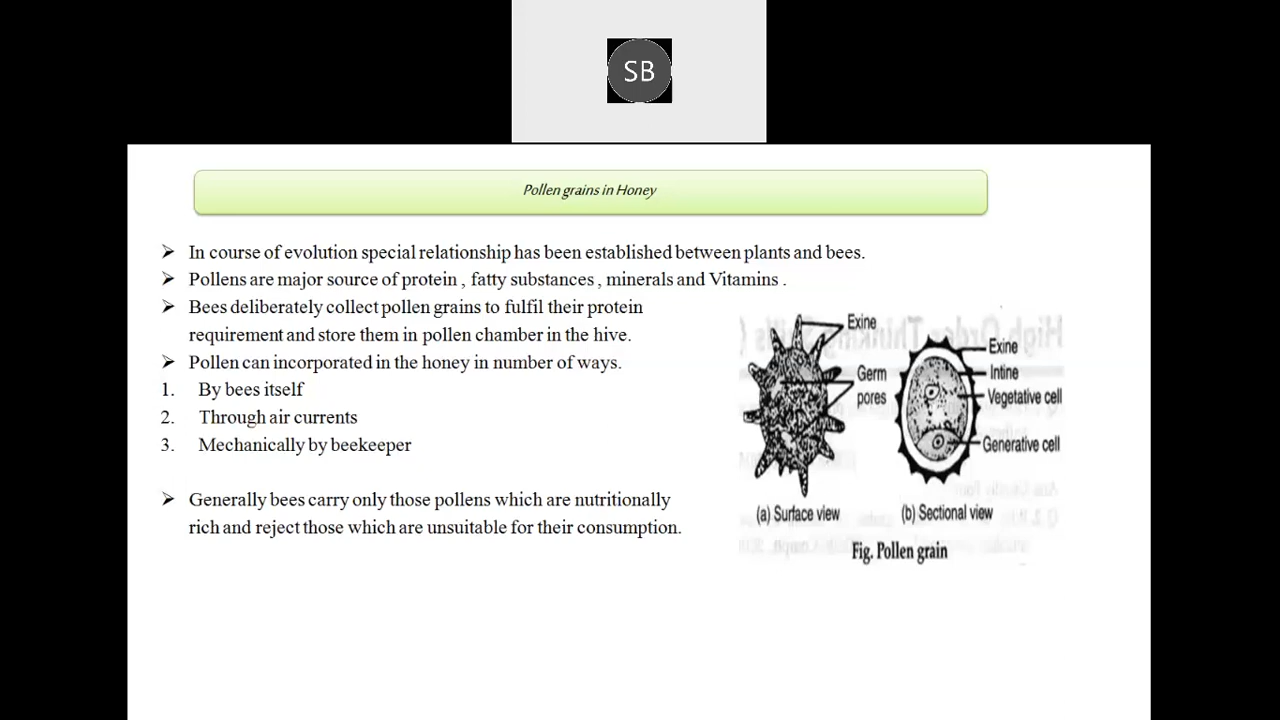 SB
Pollen grains in Honey
➢ In course of evolution special relationship has been established between plants and bees.
➢ Pollens are major source of protein , fatty substances , minerals and Vitamins .
➢ Bees deliberately collect pollen grains to fulfil their protein
requirement and store them in pollen chamber in the hive.
➢ Pollen can incorporated in the honey in number of ways.
1. By bees itself
2. Through air currents
3. Mechanically by beekeeper
➢ Generally bees carry only those pollens which are nutritionally
rich and reject those which are unsuitable for their consumption.
Exine
Germ
pores
(a) Surface view
Exine
Intine
Vegetative cell
Generative cell
(b) Sectional view
Fig. Pollen grain